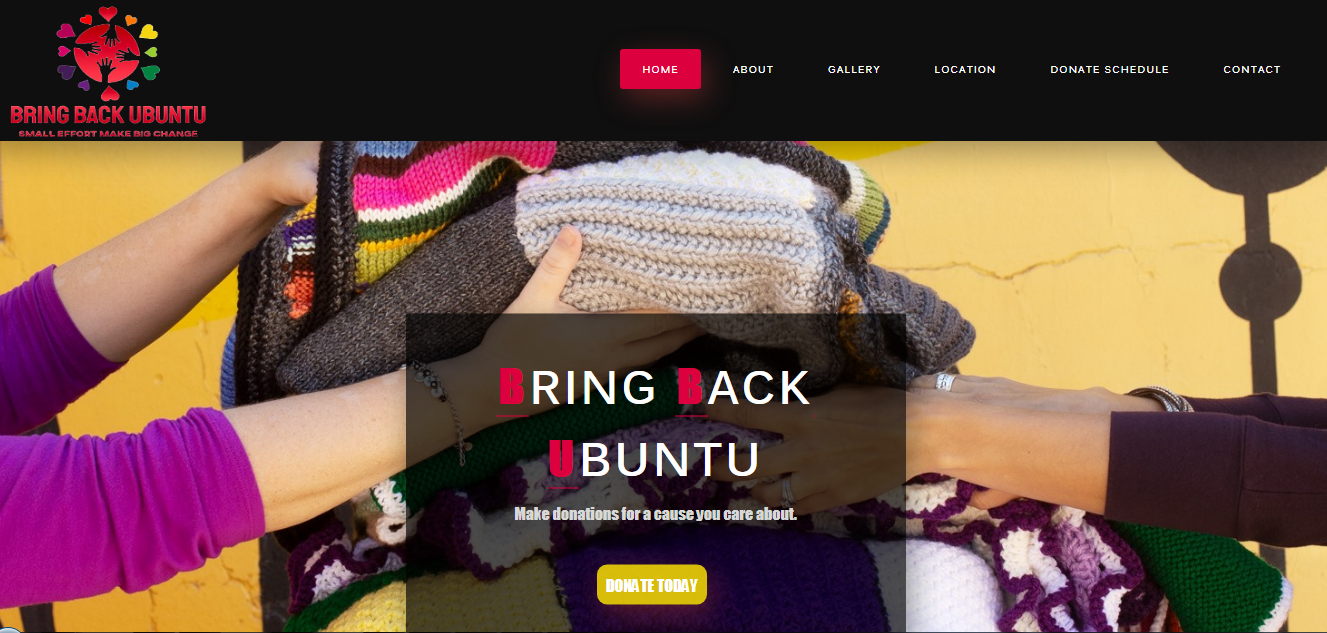 BRING BACK UBUNTU
SMALL EFFORT MAKE BIG CHANGE
HOME ABOUT GALLERY LOCATION DONATE SCHEDULE CONTACT
BRING BACK
UBUNTU
Make donations for a cause you care about.
DONATE TODAY